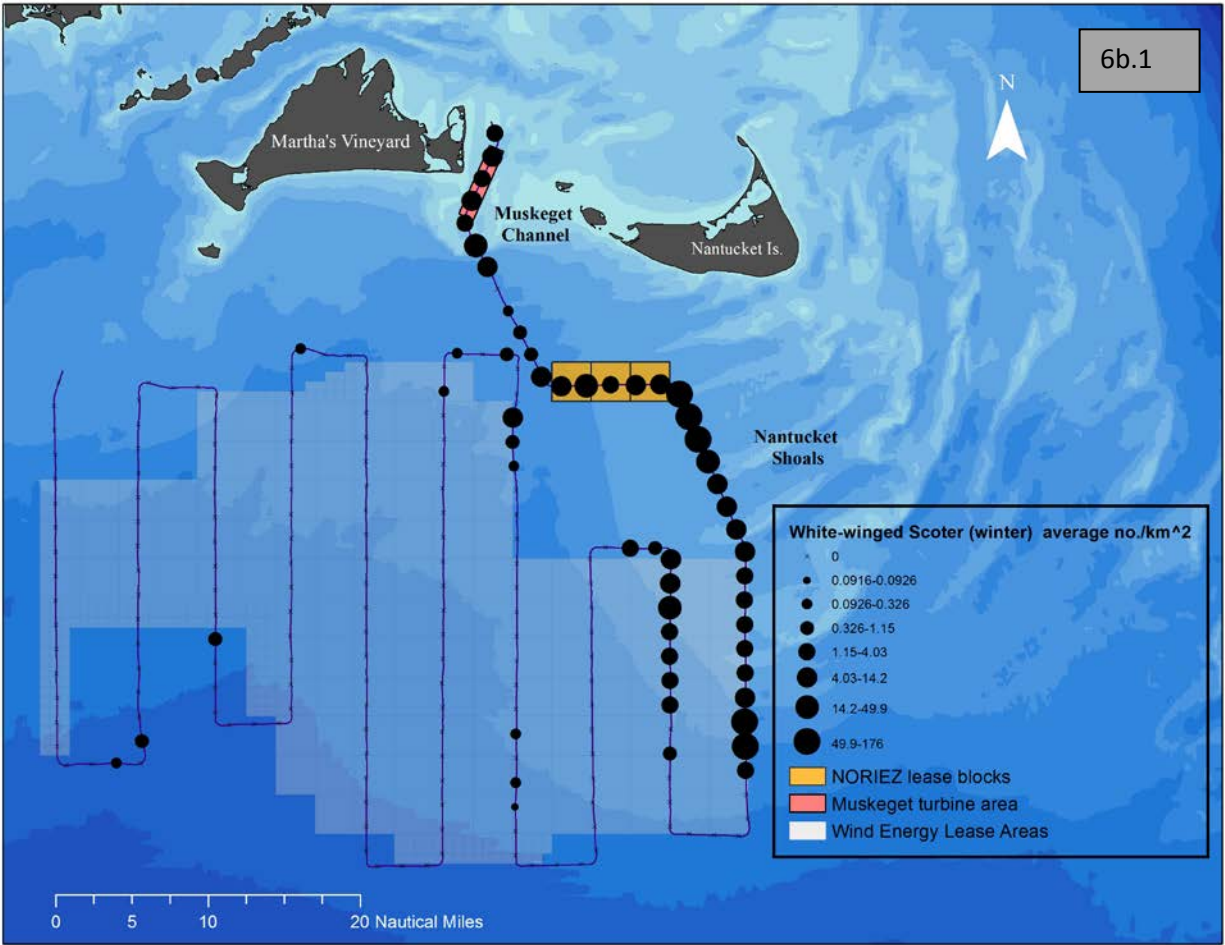 6b.1
N
Martha's Vineyard
Muskeget
Channel
Nantucket Is.
Nantucket
Shoals
White-winged Scoter (winter) average no./km^2
0
0.0916-0.0926
0.0926-0.326
0.326-1.15
1.15-4.03
4.03-14.2
14.2-49.9
49.9-176
NORIEZ lease blocks
Muskeget turbine area
Wind Energy Lease Areas
0 5 10 20 Nautical Miles